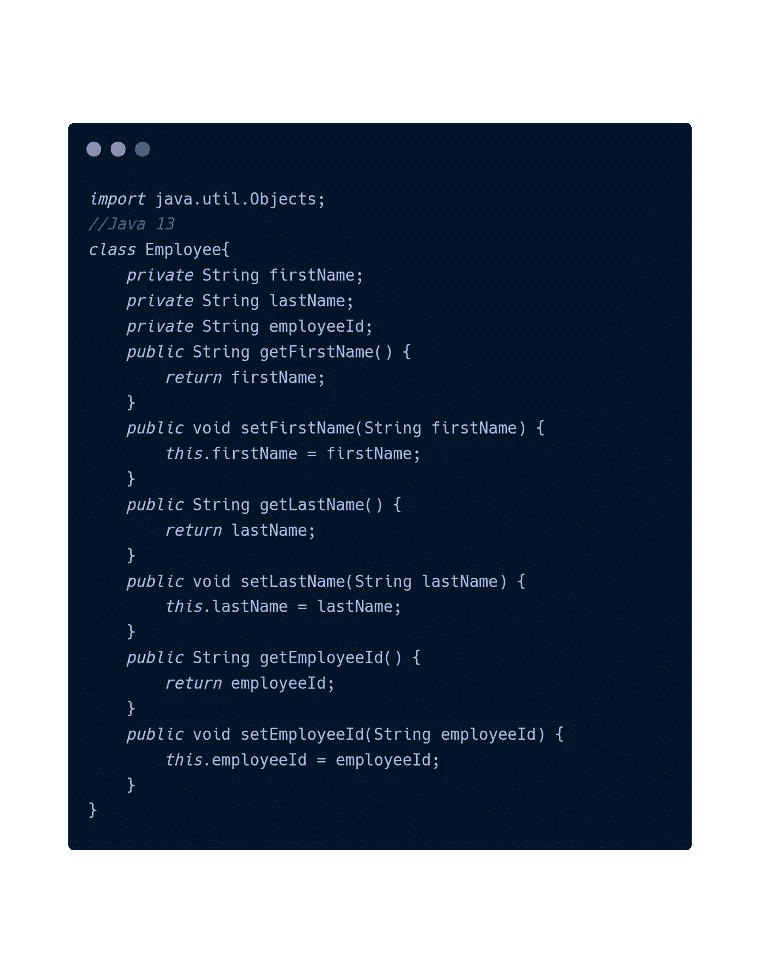 import java.util.Objects;
//Java 13
class Employee{
    private String firstName;
    private String lastName;
    private String employeeId;
    public String getFirstName() {
        return firstName;
    }
    public void setFirstName(String firstName) {
        this.firstName = firstName;
    }
    public String getLastName() {
        return lastName;
    }
    public void setLastName(String lastName) {
        this.lastName = lastName;
    }
    public String getEmployeeId() {
        return employeeId;
    }
    public void setEmployeeId(String employeeId) {
        this.employeeId = employeeId;
    }
}